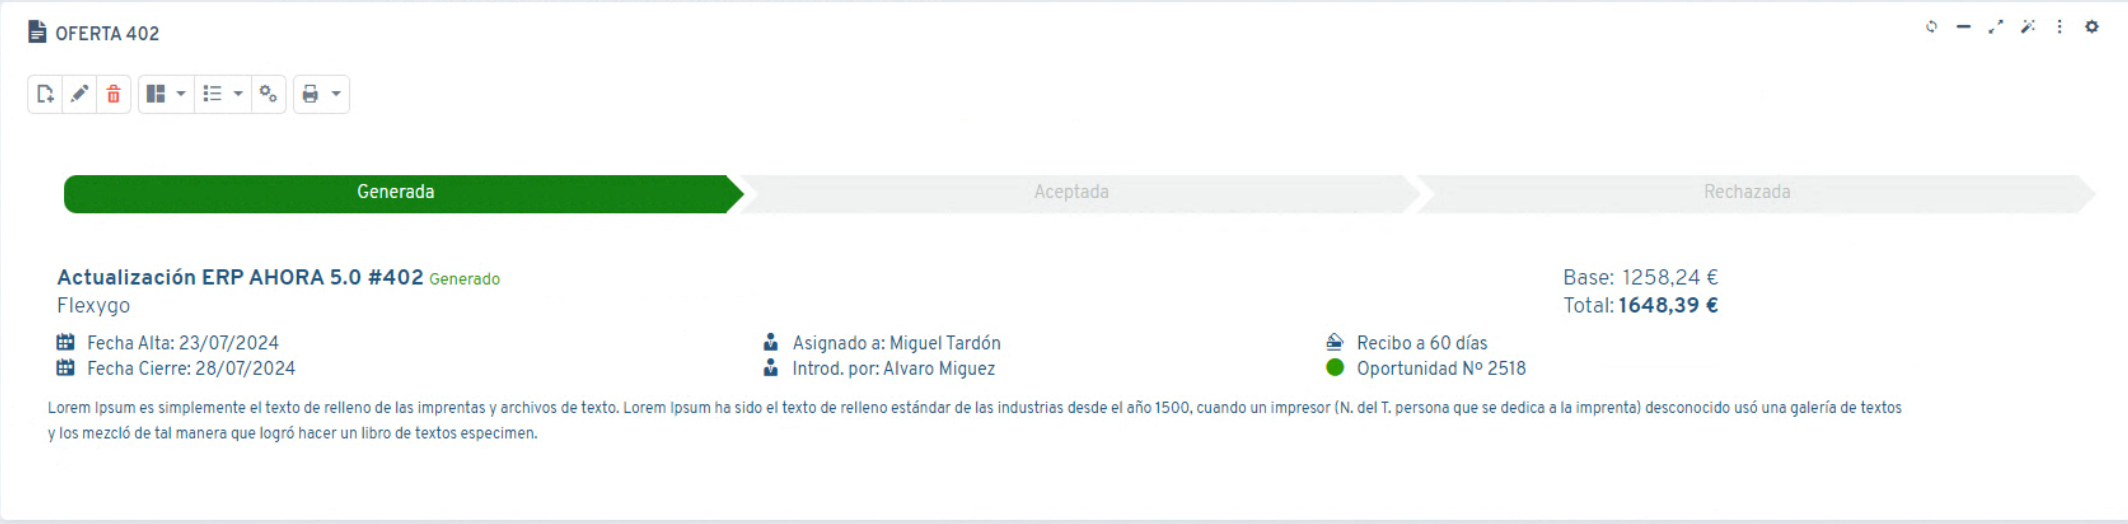 OFERTA 402
Generada
Aceptada
Rechazada
Actualización ERP AHORA 5.0 #402 Generado
Base: 1258,24 €
Flexygo
Total: 1648,39 €
Fecha Alta: 23/07/2024
Asignado a: Miguel Tardón
Recibo a 60 días
Fecha Cierre: 28/07/2024
Introd. por: Alvaro Miguez
Oportunidad Nº 2518
Lorem Ipsum es simplemente el texto de relleno de las imprentas y archivos de texto. Lorem Ipsum ha sido el texto de relleno estándar de las industrias desde el año 1500, cuando un impresor (N. del T. persona que se dedica a la imprenta) desconocido usó una galería de textos
y los mezcló de tal manera que logró hacer un libro de textos especimen.